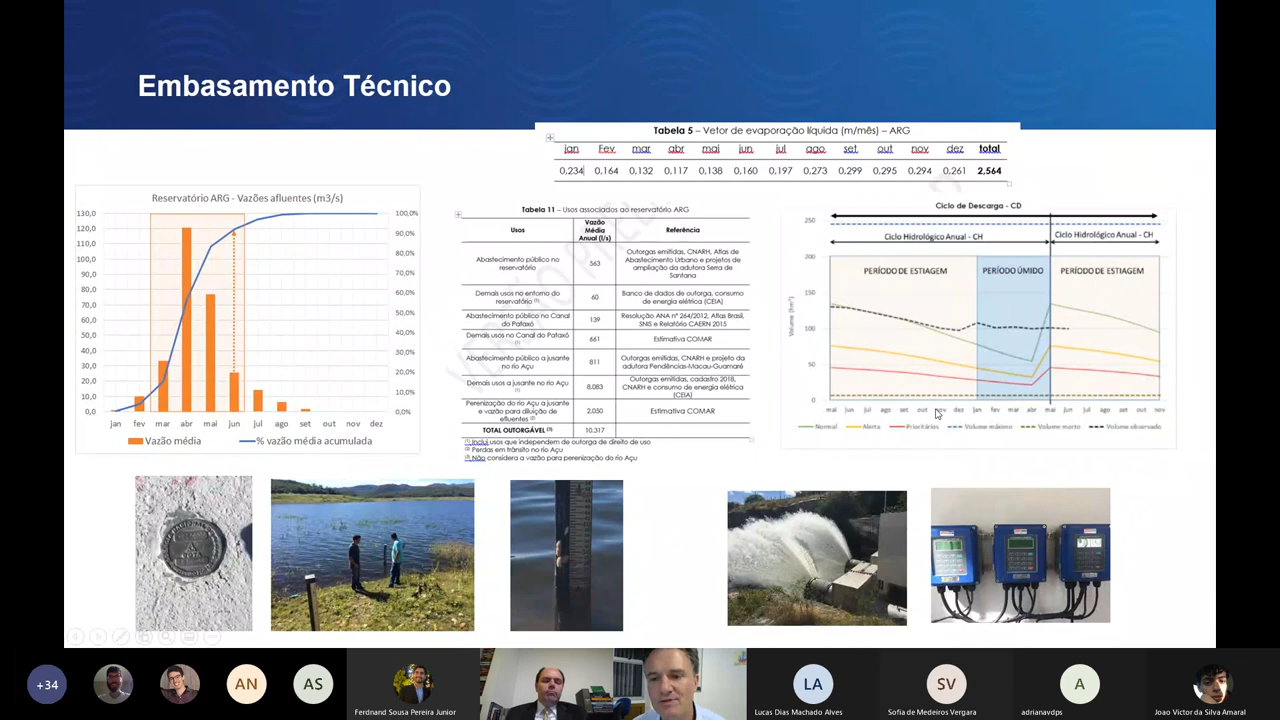 Embasamento Técnico
Tabela 5 – Vetor de evaporação líquida (m/mês) – ARG
jan Fev mar abr mai jun jul ago set out nov dez total
0,234 0,164 0,132 0,117 0,138 0,160 0,197 0,273 0,299 0,295 0,294 0,261 2,564
Reservatório ARG - Vazões afluentes (m3/s)
130,0 100,0%
120,0 90,0%
110,0 80,0%
100,0
90,0 70,0%
80,0 60,0%
70,0 50,0%
60,0
50,0 40,0%
40,0 30,0%
30,0 20,0%
20,0
10,0 10,0%
0,0 0,0%
jan fev mar abr mai jun jul ago set out nov dez
Vazão média % vazão média acumulada
Tabela 11 – Usos associados ao reservatório ARG
Usos Vazão Média Anual (l/s) Referência
Abastecimento público no reservatório 563 Outorgas emitidas, CNARH, Atlas de Abastecimento Urbano e projetos de ampliação da adutora Serra de Santana
Demais usos no entorno do reservatório (1) 60 Banco de dados de outorga, consumo de energia elétrica (CEIA)
Abastecimento público no Canal do Pataxó 139 Resolução ANA nº 264/2012, Atlas Brasil, SNIS e Relatório CAERN 2015
Demais usos no Canal do Pataxó (1) 661 Estimativa COMAR
Abastecimento público a jusante no rio Açu 811 Outorgas emitidas, CNARH e projeto da adutora Pendências-Macau-Guamaré
Demais usos a jusante no rio Açu (1) 8.083 Outorgas emitidas, cadastro 2018, CNARH e consumo de energia elétrica (CEIA)
Perenização do rio Açu a jusante e vazão para diluição de efluentes (2) 2.050 Estimativa COMAR
TOTAL OUTORGÁVEL (3) 10.317
(1) Inclui usos que independem de outorga de direito de uso
(2) Perdas em trânsito no rio Açu
(3) Não considera a vazão para perenização do rio Açu
Ciclo de Descarga - CD
Ciclo Hidrológico Anual - CH Ciclo Hidrológico Anual - CH
PERÍODO DE ESTIAGEM PERÍODO ÚMIDO PERÍODO DE ESTIAGEM
Volume (hm³)
250
200
150
100
50
0
mai jun jul ago set out nov dez jan fev mar abr mai jun jul ago set out nov
Normal Alerta Prioritários Volume máximo Volume morto Volume observado
+34
AN
AS
Ferdnand Sousa Pereira Junior
LA
Lucas Dias Machado Alves
SV
Sofia de Medeiros Vergara
A
adrianavdps
Joao Victor da Silva Amaral